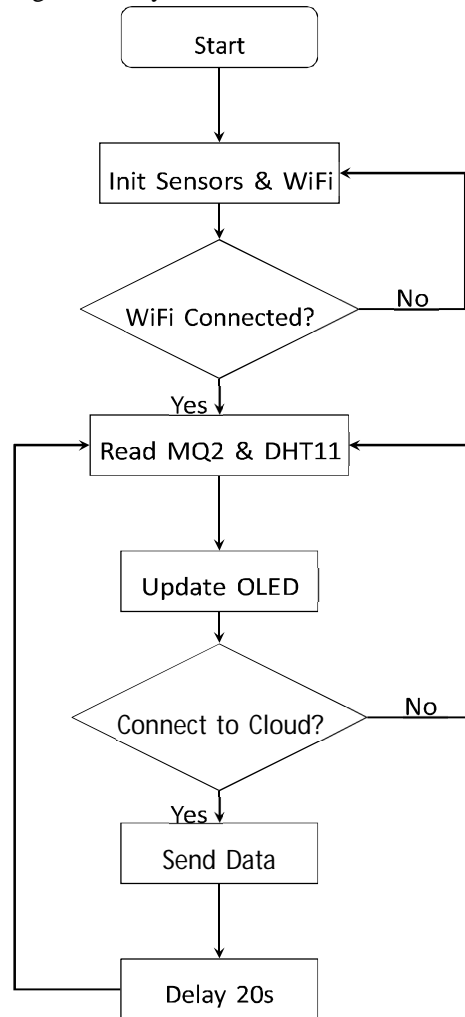 Start
Init Sensors & WiFi
WiFi Connected?
No
Yes
Read MQ2 & DHT11
Update OLED
Connect to Cloud?
No
Yes
Send Data
Delay 20s